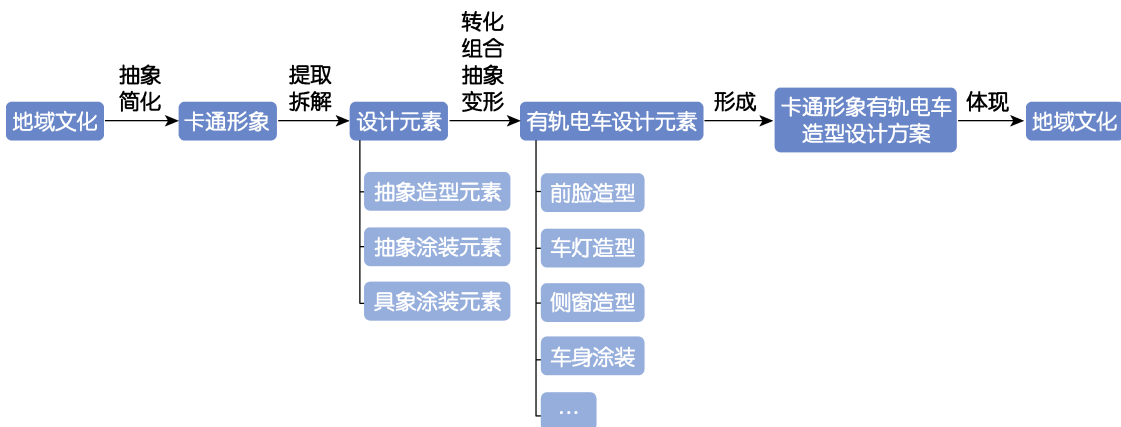 地域文化
抽象
简化
卡通形象
提取
拆解
设计元素
转化
组合
抽象
变形
有轨电车设计元素
形成
卡通形象有轨电车
造型设计方案
体现
地域文化
抽象造型元素
抽象涂装元素
具象涂装元素
前脸造型
车灯造型
侧窗造型
车身涂装
…